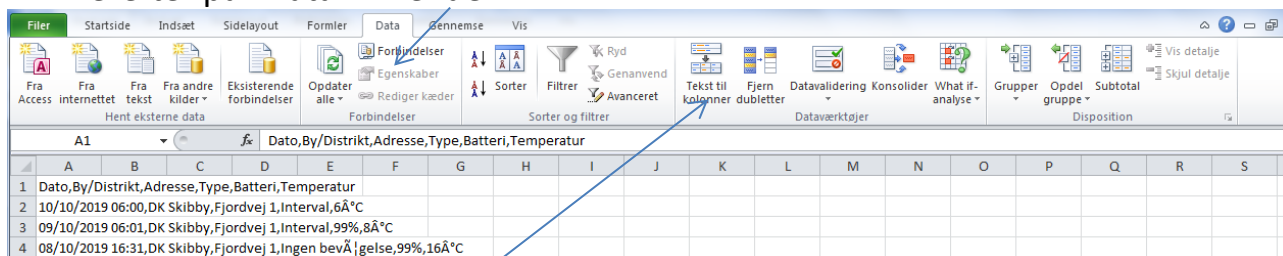 Filer Startside Indsæt Sidelayout Formler Data Gennemse Vis
Fra Access
Fra internettet
Fra tekst
Fra andre kilder
Eksisterende forbindelser
Hent eksterne data
Opdater alle
Forbindelser
Egenskaber
Rediger kæder
Forbindelser
Sorter
Filtrer
Ryd
Genanvend
Avanceret
Sorter og filtrer
Tekst til kolonner
Fjern dubletter
Datavalidering
Konsolider
What if-analyse
Dataværktøjer
Grupper
Opdel gruppe
Subtotal
Vis detalje
Skjul detalje
Disposition
A1 fx Dato,By/Distrikt,Adresse,Type,Batteri,Temperatur
A B C D E F G H I J K L M N O P Q R S
1 Dato,By/Distrikt,Adresse,Type,Batteri,Temperatur
2 10/10/2019 06:00,DK Skibby,Fjordvej 1,Interval,6Â°C
3 09/10/2019 06:01,DK Skibby,Fjordvej 1,Interval,99%,8Â°C
4 08/10/2019 16:31,DK Skibby,Fjordvej 1,Ingen bevÃ¦gelse,99%,16Â°C